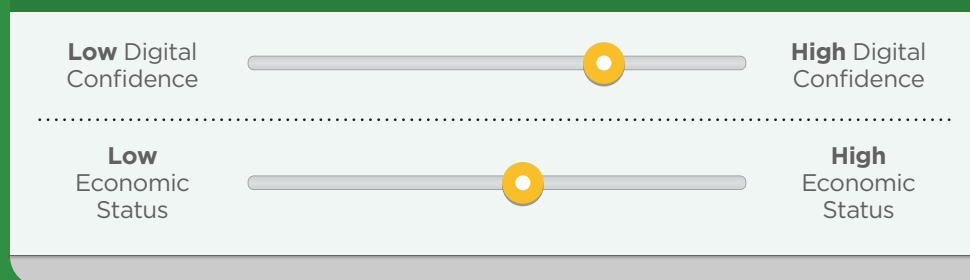 Low Digital
Confidence
High Digital
Confidence
Low
Economic
Status
High
Economic
Status